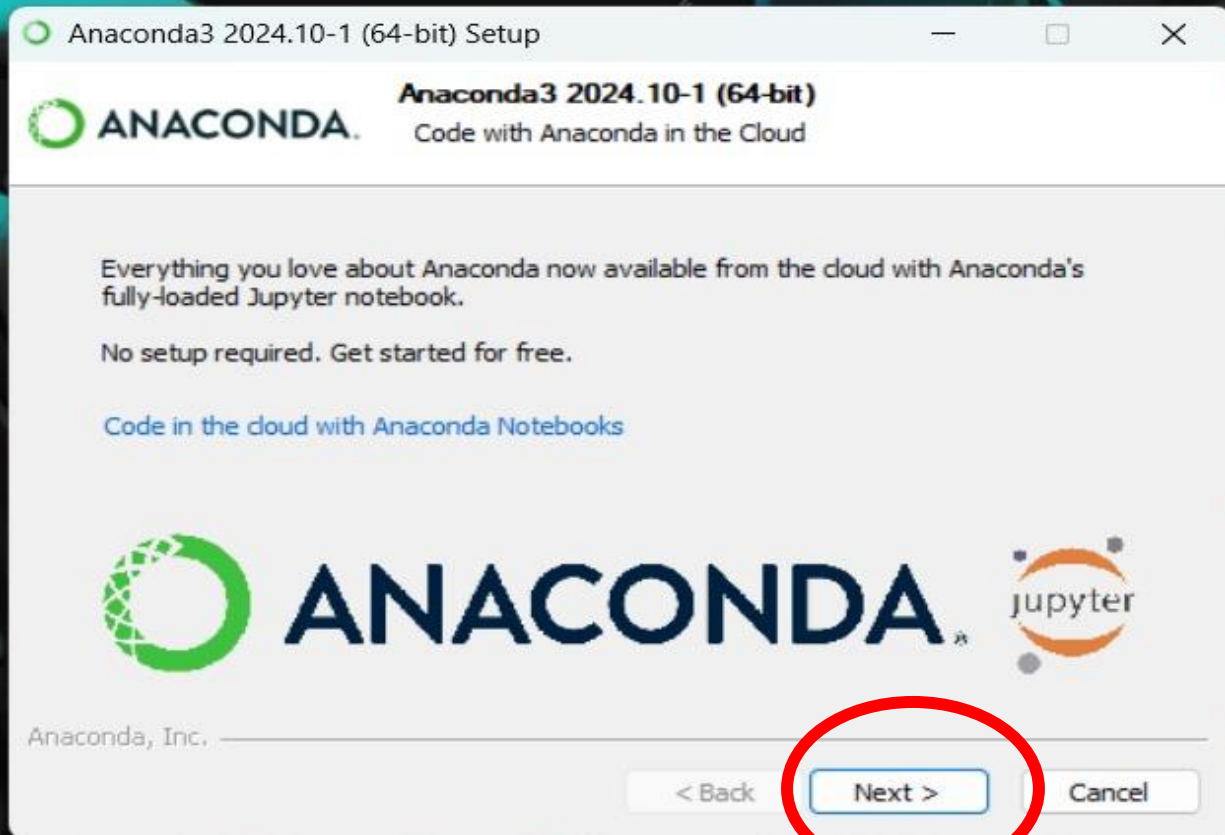 Anaconda3 2024.10-1 (64-bit) Setup
ANACONDA.
Anaconda3 2024.10-1 (64-bit)
Code with Anaconda in the Cloud
Everything you love about Anaconda now available from the cloud with Anaconda's
fully-loaded Jupyter notebook.
No setup required. Get started for free.
Code in the cloud with Anaconda Notebooks
ANACONDA.®
jupyter
Anaconda, Inc.
< Back
Next >
Cancel